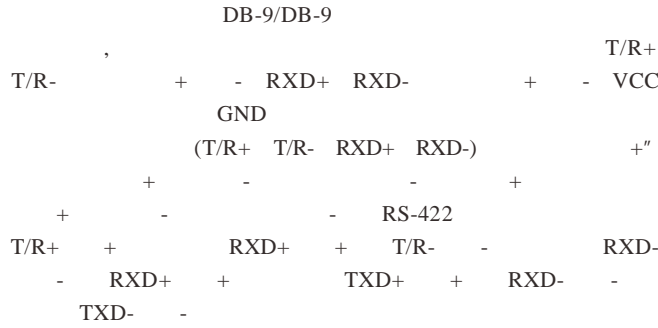 DB-9/DB-9
, T/R+
T/R- + - RXD+ RXD- + - VCC
GND
(T/R+ T/R- RXD+ RXD-) +"
+ - - +
+ - - RS-422
T/R+ + RXD+ + T/R- - RXD-
- RXD+ + TXD+ + RXD- -
TXD- -